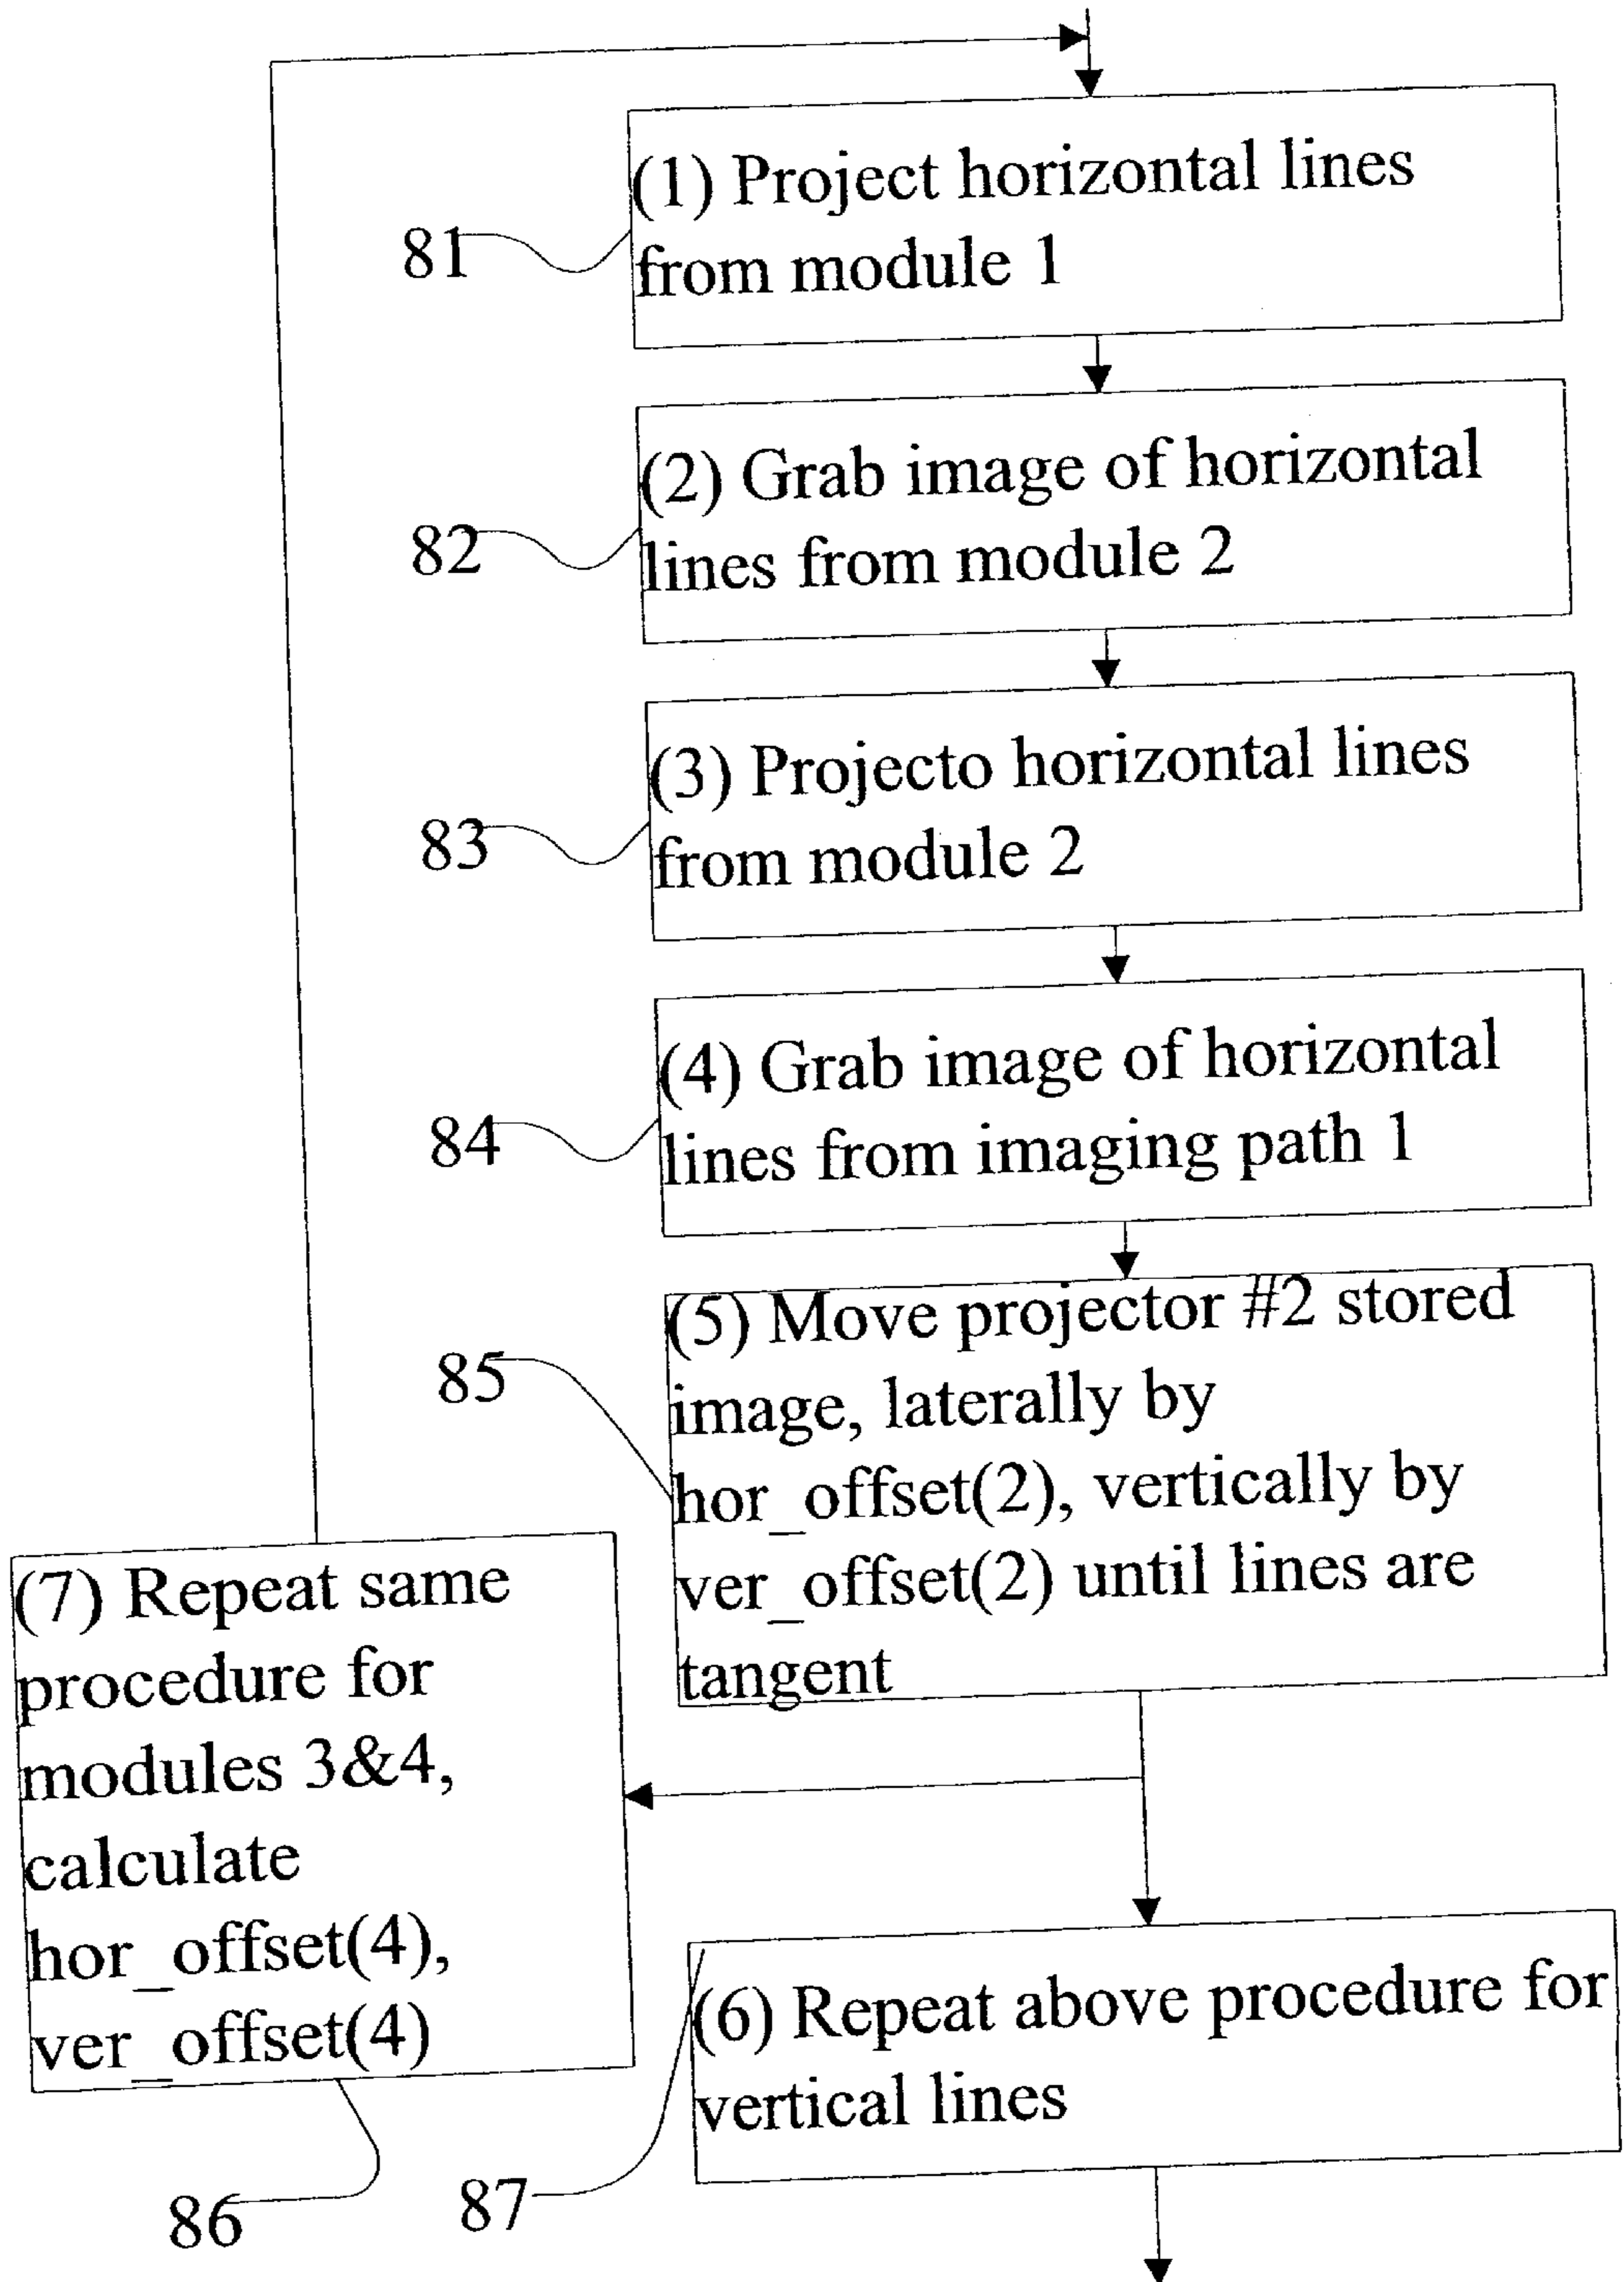 (1) Project horizontal lines
from module 1
81
(2) Grab image of horizontal
lines from module 2
82
(3) Projecto horizontal lines
from module 2
83
(4) Grab image of horizontal
lines from imaging path 1
84
(5) Move projector #2 stored
image, laterally by
hor_offset(2), vertically by
ver_offset(2) until lines are
tangent
85
(7) Repeat same
procedure for
modules 3&4,
calculate
hor_offset(4),
ver_offset(4)
86
(6) Repeat above procedure for
vertical lines
87